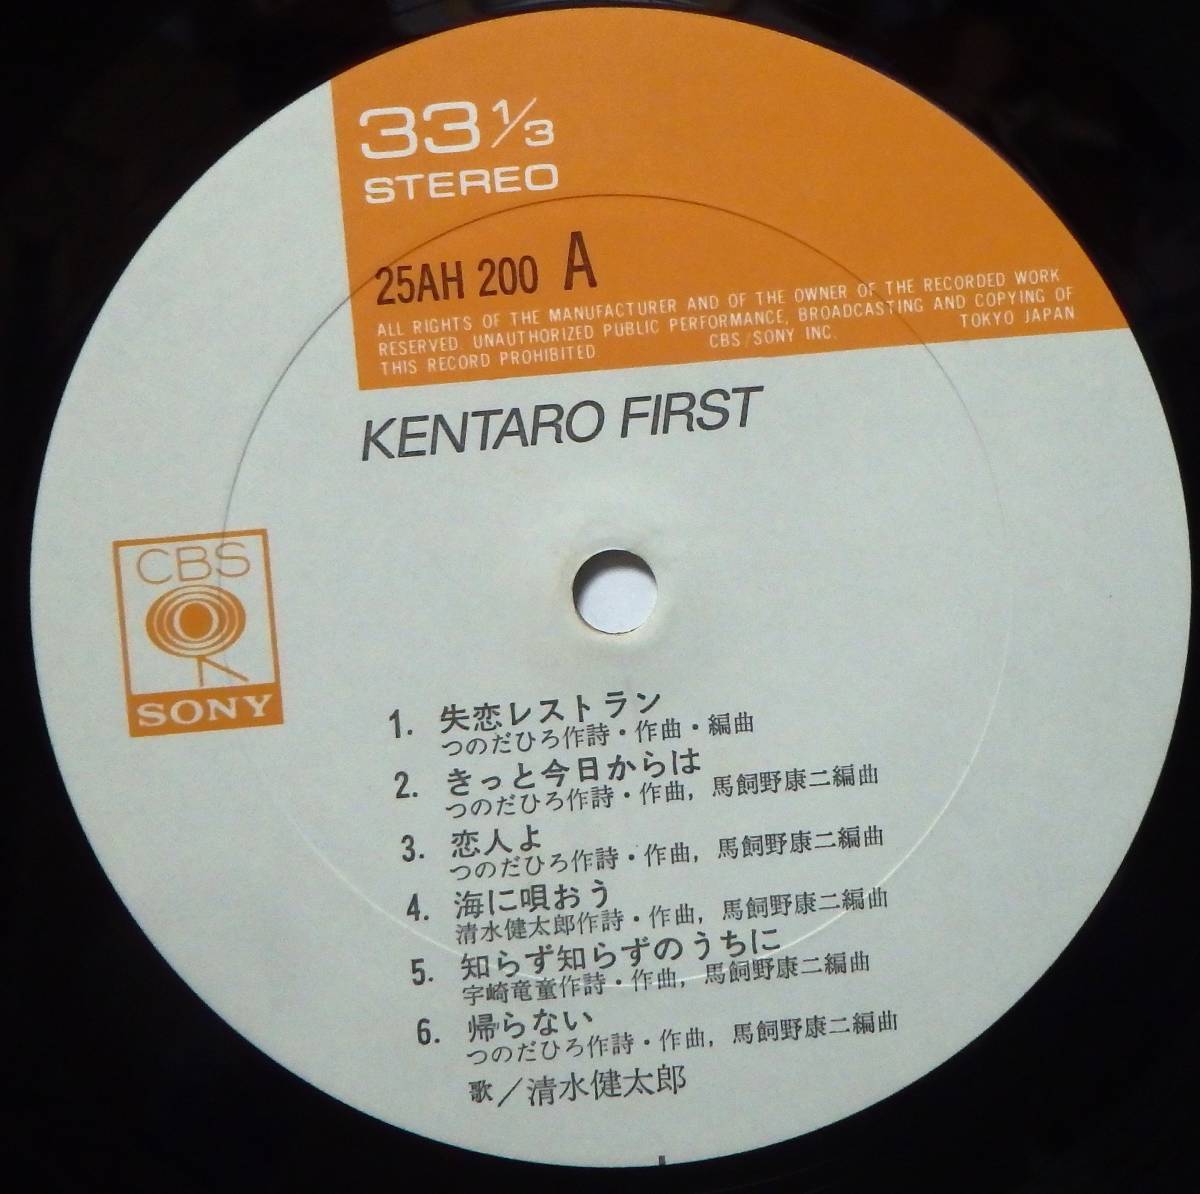 33 1/3
STEREO
25AH 200 A
ALL RIGHTS OF THE MANUFACTURER AND OF THE OWNER OF THE RECORDED WORK
RESERVED. UNAUTHORIZED PUBLIC PERFORMANCE, BROADCASTING AND COPYING OF
THIS RECORD PROHIBITED CBS/SONY INC. TOKYO JAPAN
KENTARO FIRST
CBS
SONY
1. 失恋レストラン
つのだひろ作詩・作曲・編曲
2. きっと今日からは
つのだひろ作詩・作曲, 馬飼野康二編曲
3. 恋人よ
つのだひろ作詩・作曲, 馬飼野康二編曲
4. 海に唄おう
清水健太郎作詩・作曲, 馬飼野康二編曲
5. 知らず知らずのうちに
宇崎竜童作詩・作曲, 馬飼野康二編曲
6. 帰らない
つのだひろ作詩・作曲, 馬飼野康二編曲
歌/清水健太郎